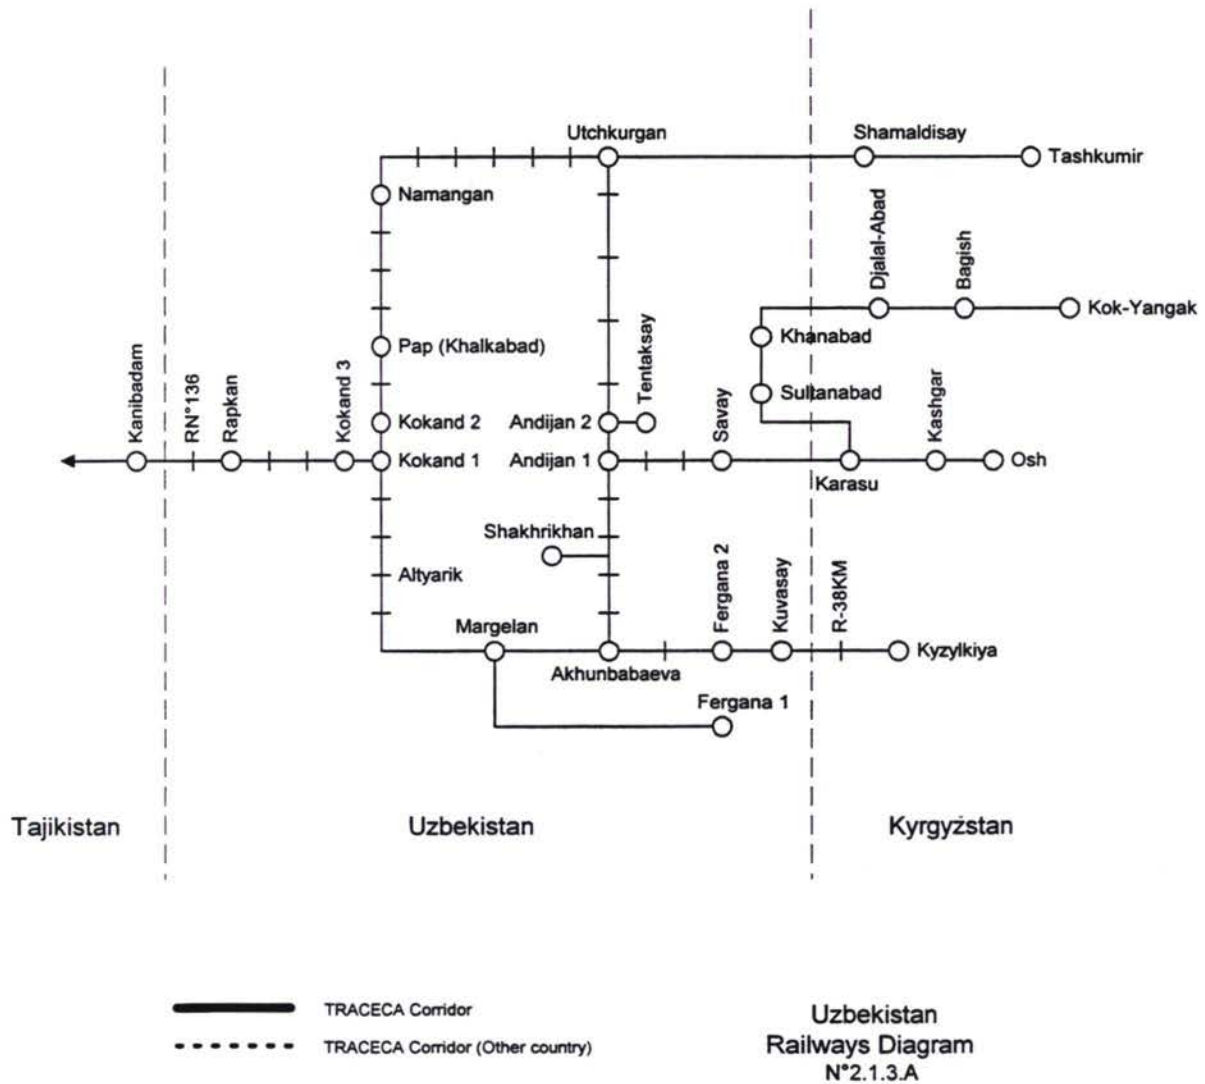 Utchkurgan
Shamaldisay
Tashkumir
Namangan
Djalal-Abad
Bagish
Kok-Yangak
Khanabad
Pap (Khalkabad)
Tentaksay
Sultanabad
Kanibadam
RN°136
Rapkan
Kokand 3
Kokand 2
Andijan 2
Savay
Kashgar
Kokand 1
Andijan 1
Karasu
Osh
Shakhrikhan
Altyarik
Fergana 2
Kuvasay
R-38KM
Margelan
Akhunbabaeva
Kyzylkiya
Fergana 1
Tajikistan
Uzbekistan
Kyrgyzstan
TRACECA Corridor
TRACECA Corridor (Other country)
Uzbekistan
Railways Diagram
N°2.1.3.A